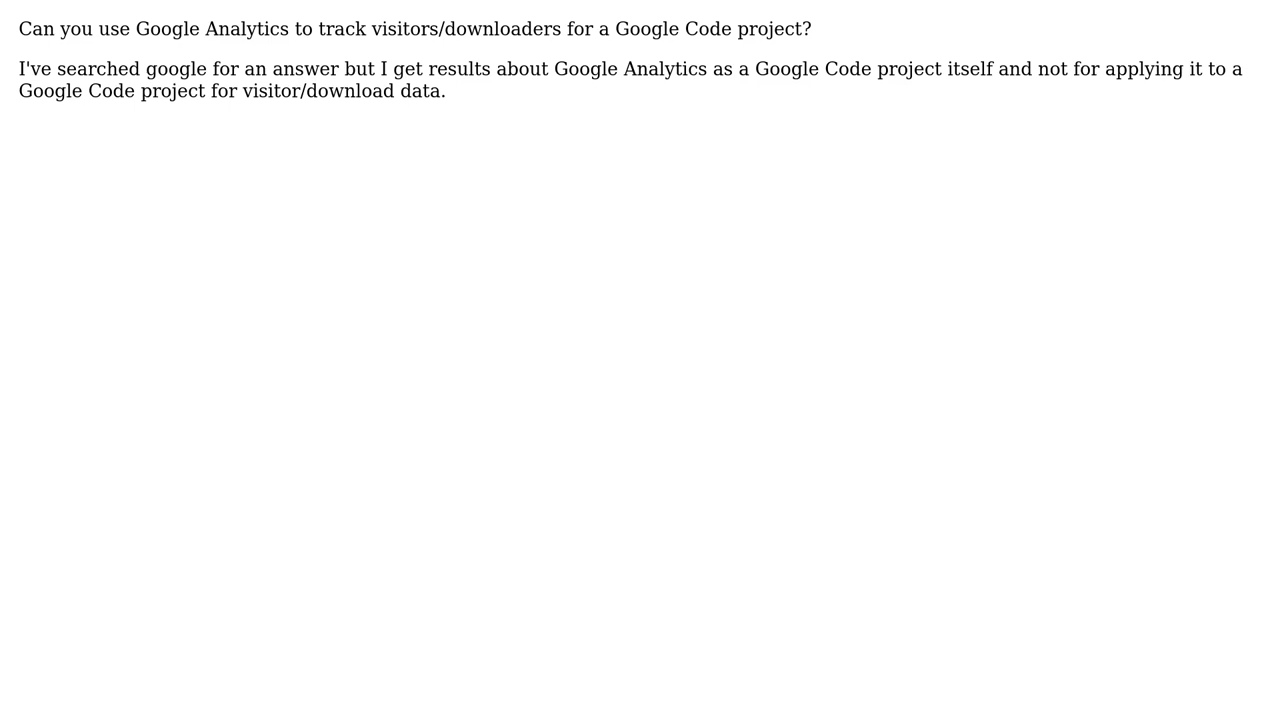 Can you use Google Analytics to track visitors/downloaders for a Google Code project?
I've searched google for an answer but I get results about Google Analytics as a Google Code project itself and not for applying it to a
Google Code project for visitor/download data.